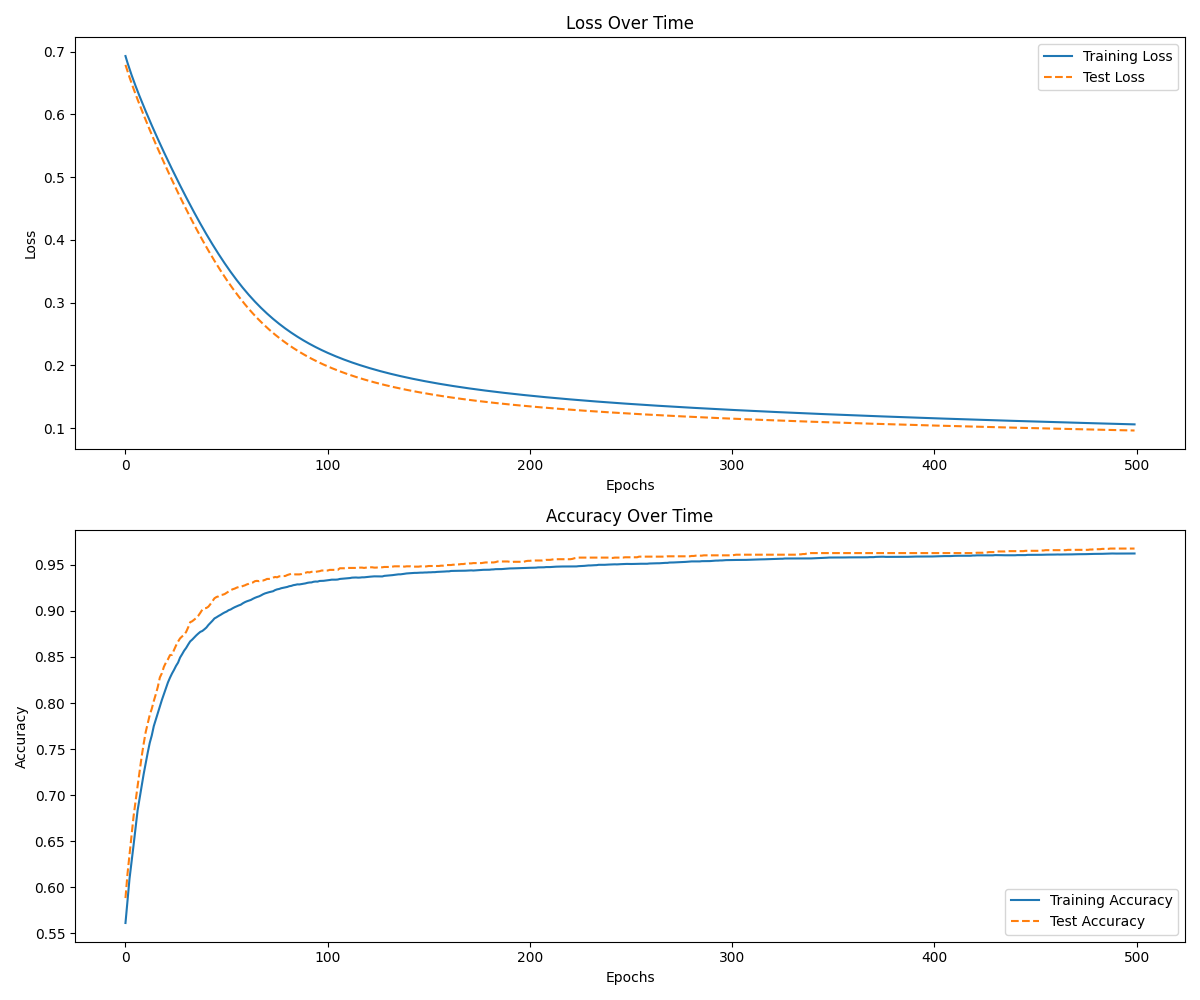 Loss Over Time
0.7
0.6
0.5
0.4
0.3
0.2
0.1
Loss
Training Loss
Test Loss
0 100 200 300 400 500
Epochs
Accuracy Over Time
0.95
0.90
0.85
0.80
0.75
0.70
0.65
0.60
0.55
Accuracy
Training Accuracy
Test Accuracy
0 100 200 300 400 500
Epochs